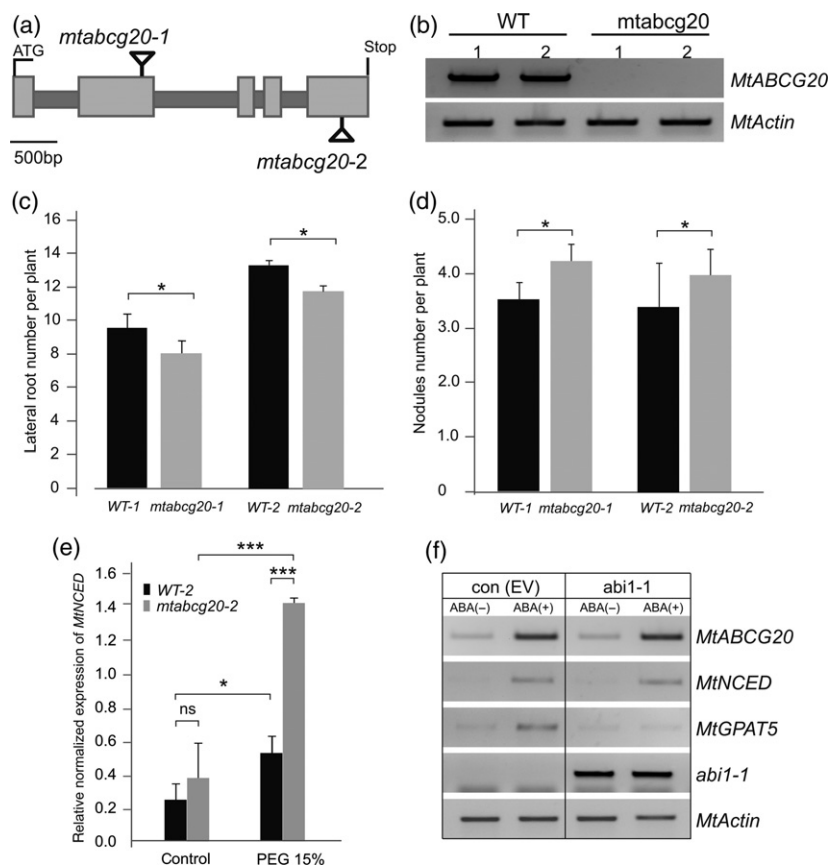 (a)
mtabcg20-1
ATG
Stop
500bp
mtabcg20-2
(b)
WT mtabcg20
1 2 1 2
MtABCG20
MtActin
(c)
Lateral root number per plant
16
14
12
10
8
6
4
2
0
*
*
WT-1 mtabcg20-1 WT-2 mtabcg20-2
(d)
Nodules number per plant
5.0
4.0
3.0
2.0
1.0
0
*
*
WT-1 mtabcg20-1 WT-2 mtabcg20-2
(e)
Relative normalized expression of MtNCED
1.6
1.4
1.2
1.0
0.8
0.6
0.4
0.2
0.0
WT-2
mtabcg20-2
***
***
*
ns
Control PEG 15%
(f)
con (EV) abi1-1
ABA(–) ABA(+) ABA(–) ABA(+)
MtABCG20
MtNCED
MtGPAT5
abi1-1
MtActin